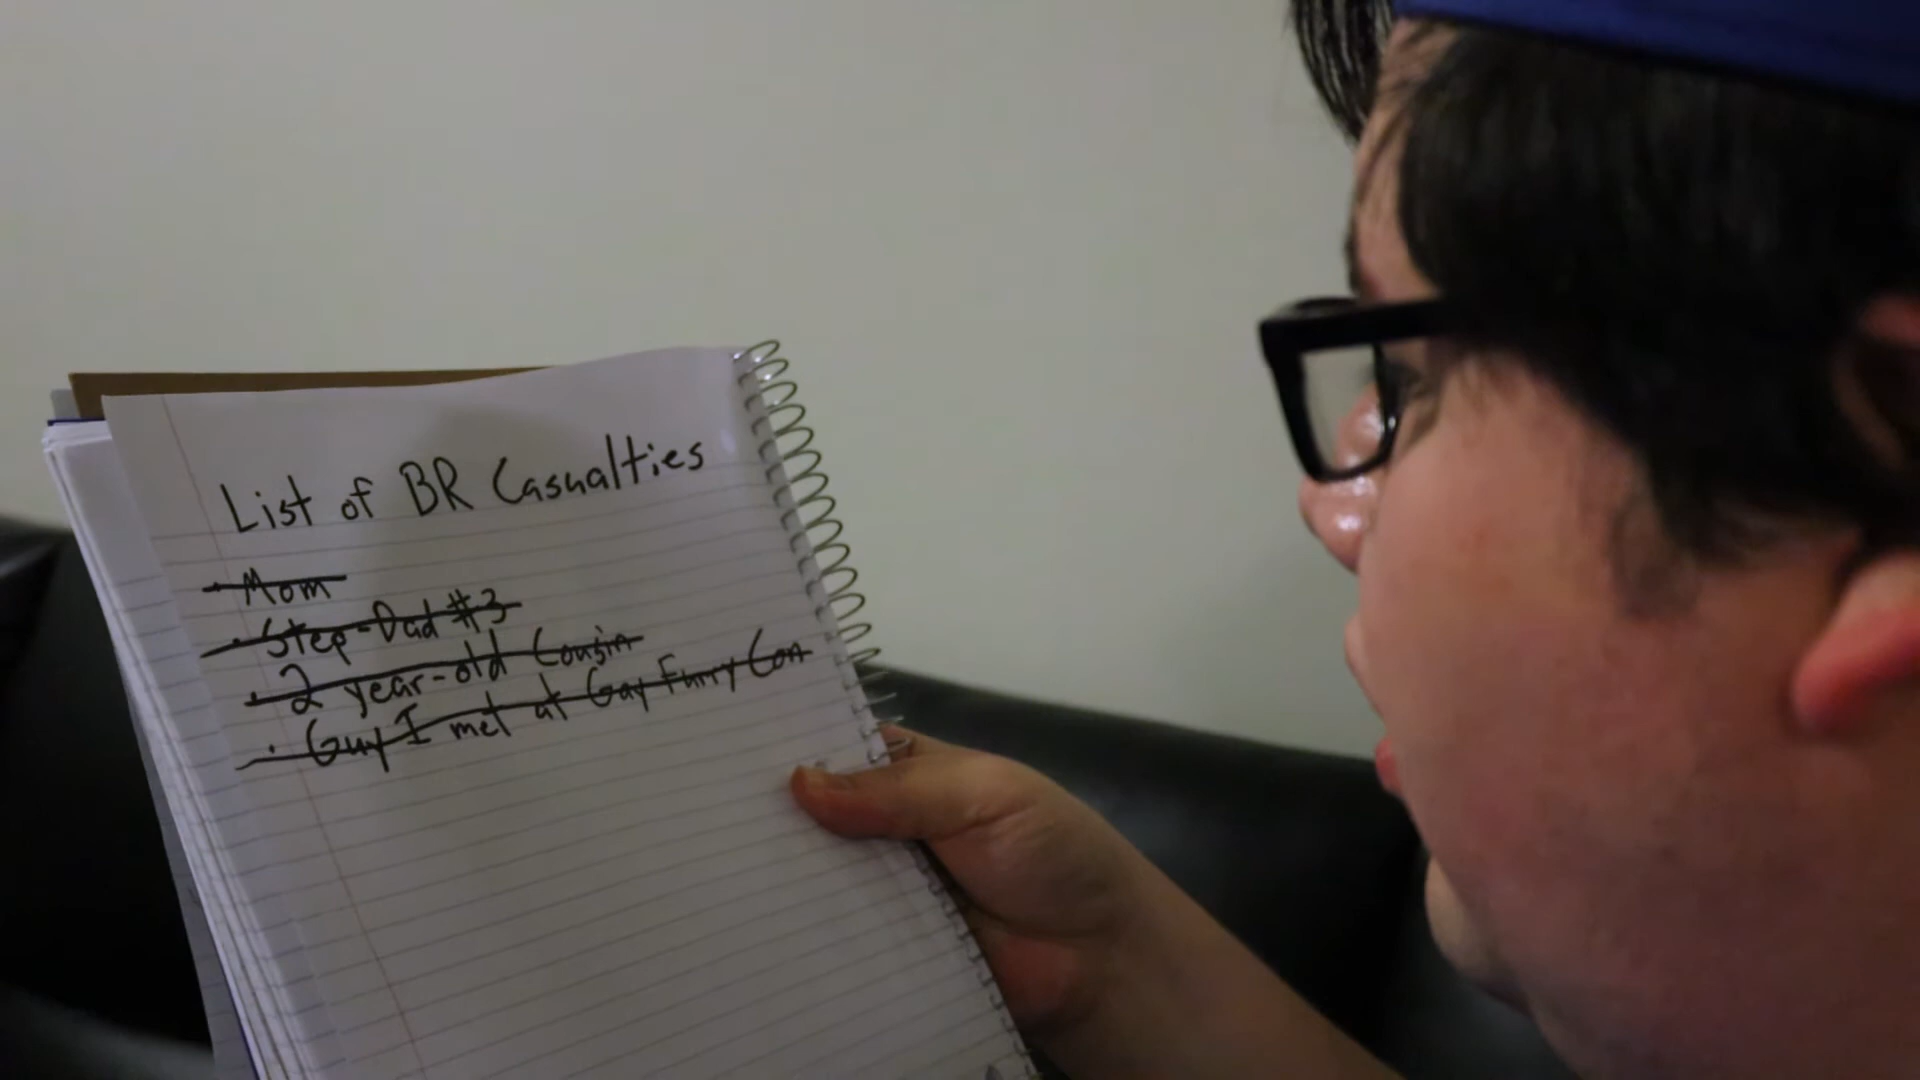 List of BR Casualties
· Mom
· Step-Dad #3
· 2 year-old Cousin
· Guy I met at Gay Furry Con